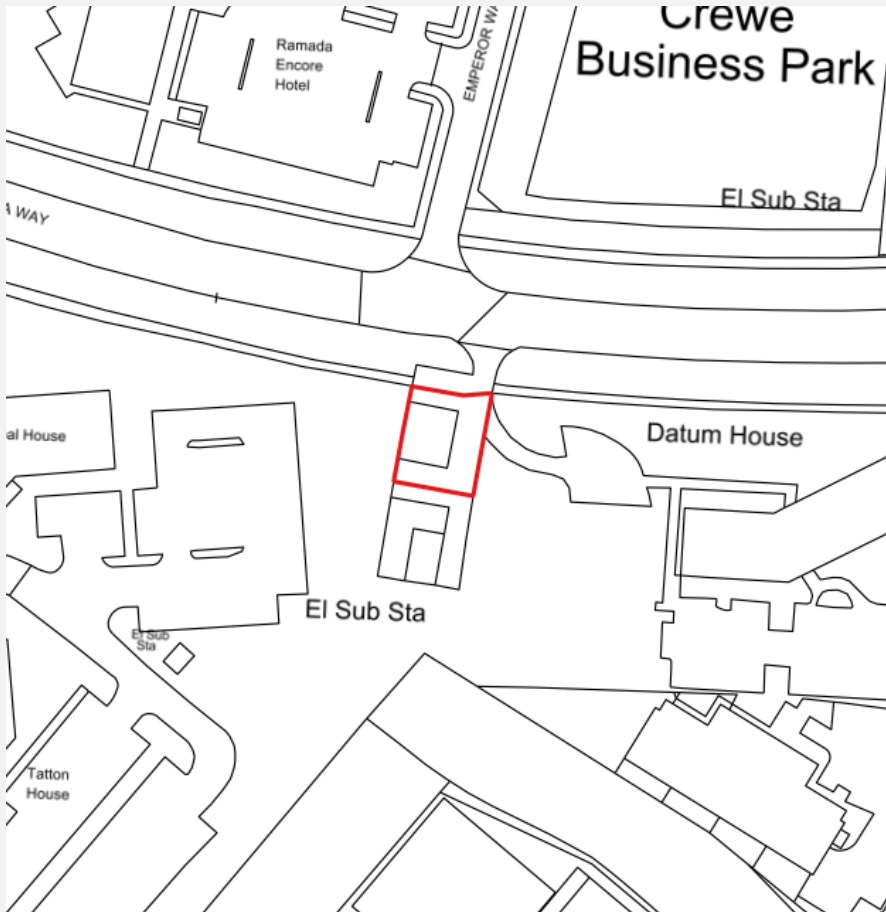 Crewe
Business Park
Ramada
Encore
Hotel
EMPEROR WA
El Sub Sta
A WAY
al House
Datum House
El Sub Sta
El Sub
Sta
Tatton
House